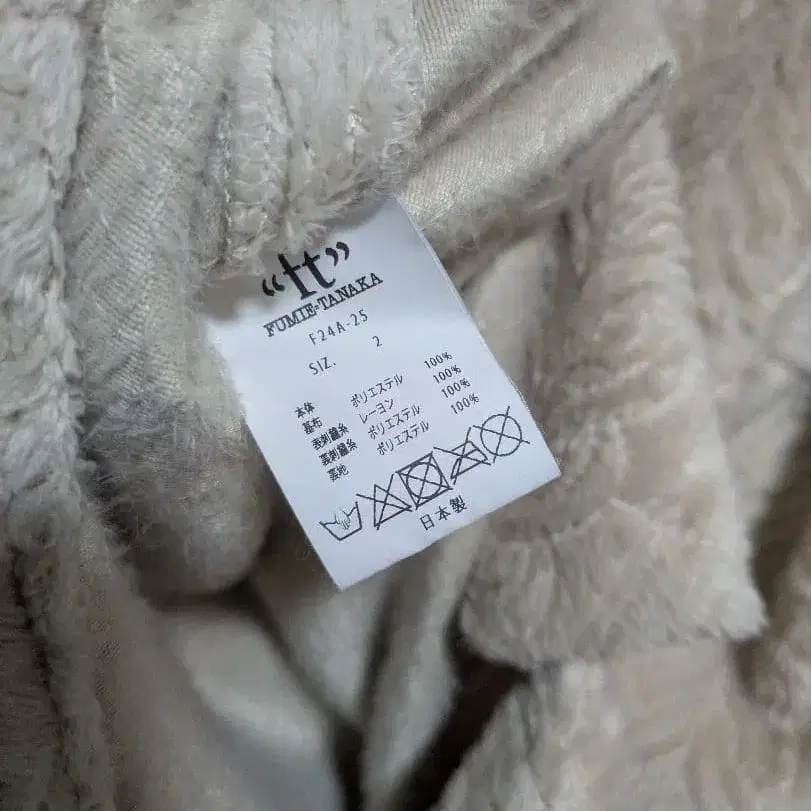 “tt”
FUMIE=TANAKA
F24A-25
SIZ. 2
本体 ポリエステル 100%
基布 レーヨン 100%
表刺繍糸 ポリエステル 100%
裏刺繍糸 ポリエステル 100%
裏地
日本製